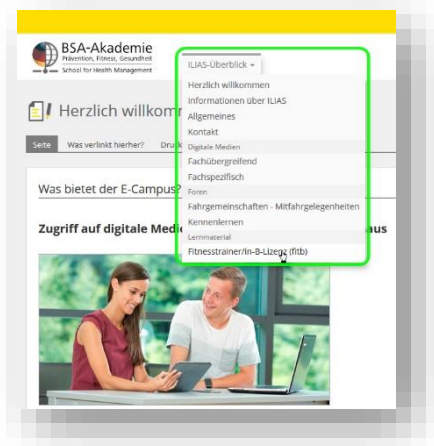 BSA-Akademie
Prävention, Fitness, Gesundheit
School for Health Management
ILIAS-Überblick
Herzlich willkommen
Informationen über ILIAS
Allgemeines
Kontakt
Digitale Medien
Fachübergreifend
Fachspezifisch
Foren
Fahrgemeinschaften - Mitfahrgelegenheiten
Kennenlernen
Lernmaterial
Fitnesstrainer/in-B-Lizenz (fitb)
Herzlich willkom
Seite Was verlinkt hierher? Druc
Was bietet der E-Campus?
Zugriff auf digitale Medi aus